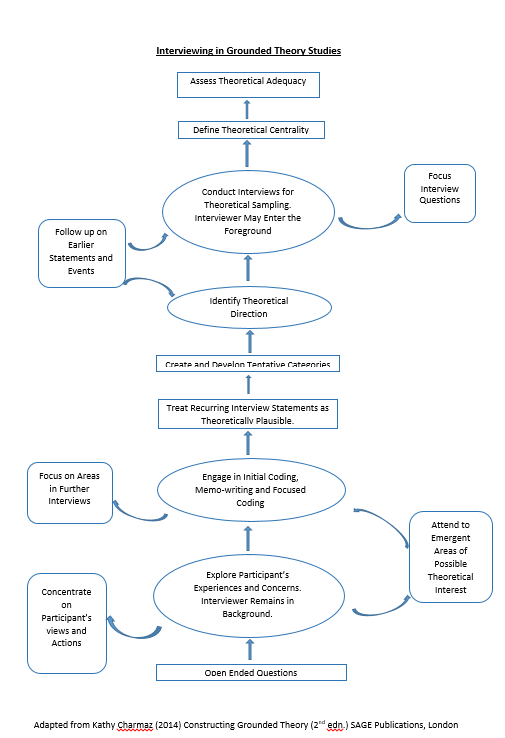 Interviewing in Grounded Theory Studies
Assess Theoretical Adequacy
Define Theoretical Centrality
Conduct Interviews for
Theoretical Sampling.
Interviewer May Enter the
Foreground
Focus
Interview
Questions
Follow up on
Earlier
Statements and
Events
Identify Theoretical
Direction
Create and Develop Tentative Categories
Treat Recurring Interview Statements as
Theoretically Plausible.
Focus on Areas
in Further
Interviews
Engage in Initial Coding,
Memo-writing and Focused
Coding
Attend to
Emergent
Areas of
Possible
Theoretical
Interest
Explore Participant's
Experiences and Concerns.
Interviewer Remains in
Background.
Concentrate
on
Participant's
views and
Actions
Open Ended Questions
Adapted from Kathy Charmaz (2014) Constructing Grounded Theory (2nd edn.) SAGE Publications, London